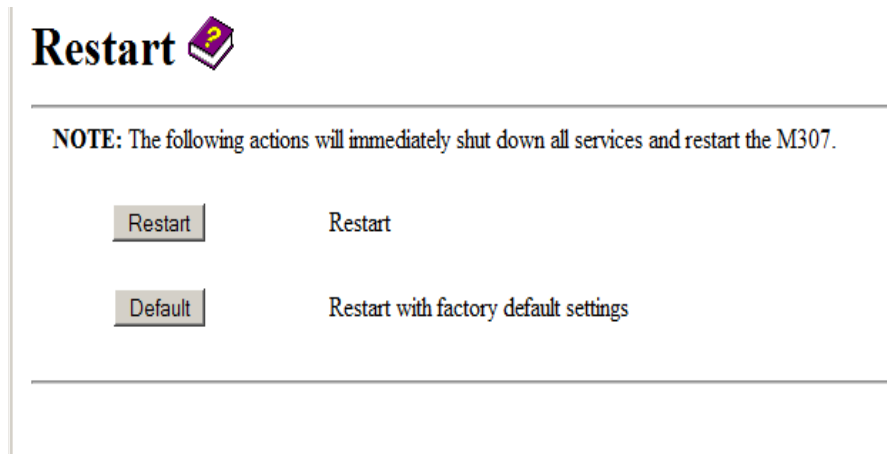 Restart
NOTE: The following actions will immediately shut down all services and restart the M307.
Restart Restart
Default Restart with factory default settings